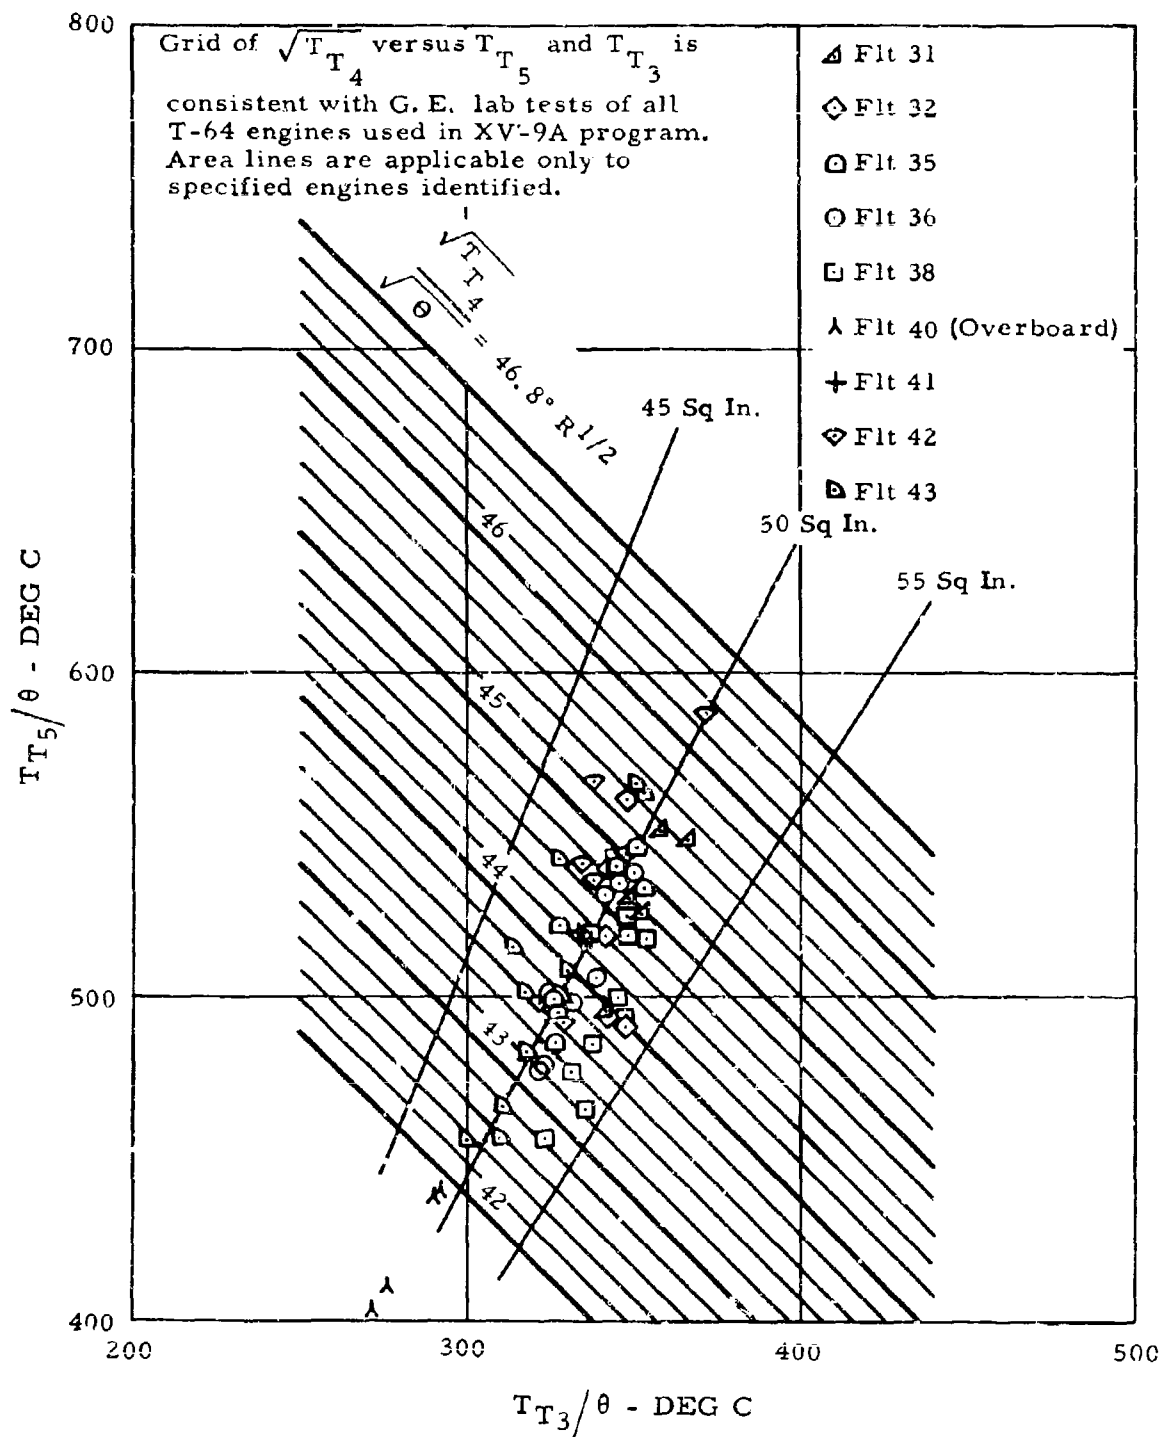 Grid of √T_T4 versus T_T5 and T_T3 is
consistent with G. E. lab tests of all
T-64 engines used in XV-9A program.
Area lines are applicable only to
specified engines identified.
Flt 31
Flt 32
Flt 35
Flt 36
Flt 38
Flt 40 (Overboard)
Flt 41
Flt 42
Flt 43
√T_T4 / √θ = 46.8° R 1/2
45 Sq In.
50 Sq In.
55 Sq In.
46
45
44
43
42
800
700
600
500
400
T_T5/θ - DEG C
200
300
400
500
T_T3/θ - DEG C